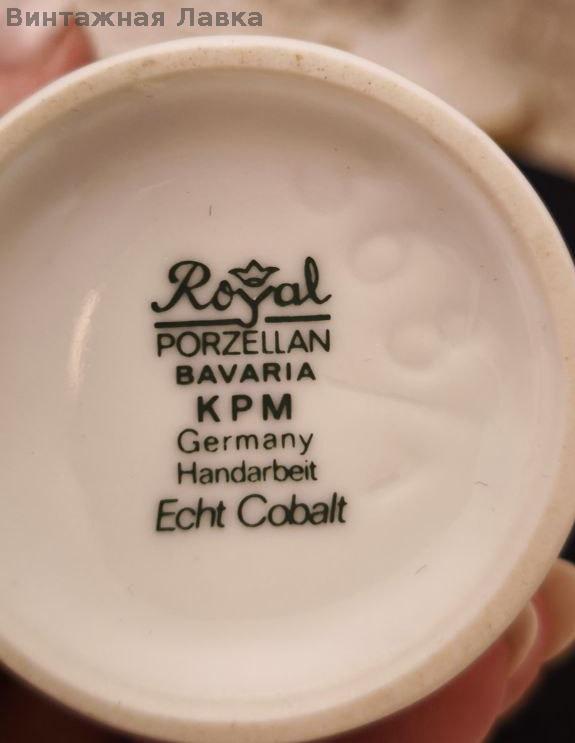 Винтажная Лавка
Royal
PORZELLAN
BAVARIA
KPM
Germany
Handarbeit
Echt Cobalt